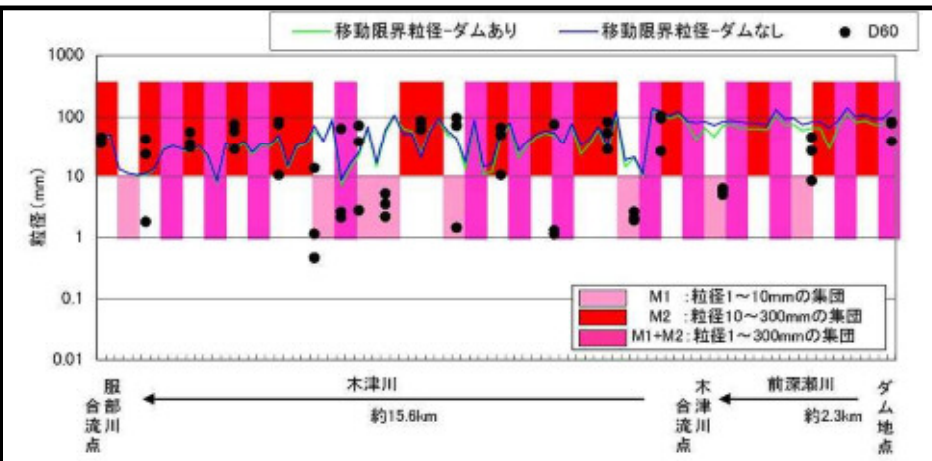 移動限界粒径-ダムあり 移動限界粒径-ダムなし D60
1000
100
10
1
0.1
0.01
粒径(mm)
M1 :粒径1～10mmの集団
M2 :粒径10～300mmの集団
M1+M2:粒径1～300mmの集団
服部川
合流点
木津川
約15.6km
木津川
合流点
前深瀬川
約2.3km
ダム地点